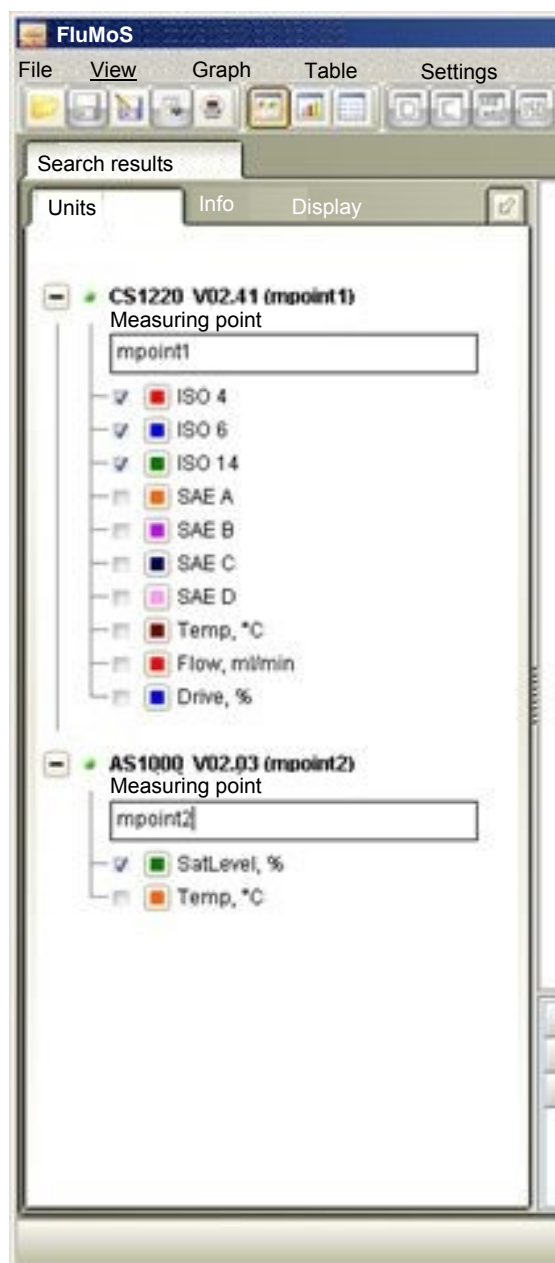 FluMoS
File View Graph Table Settings
Search results
Units Info Display
CS1220 V02.41 (mpoint1)
Measuring point
mpoint1
ISO 4
ISO 6
ISO 14
SAE A
SAE B
SAE C
SAE D
Temp, °C
Flow, ml/min
Drive, %
AS1000 V02.03 (mpoint2)
Measuring point
mpoint2
SatLevel, %
Temp, °C